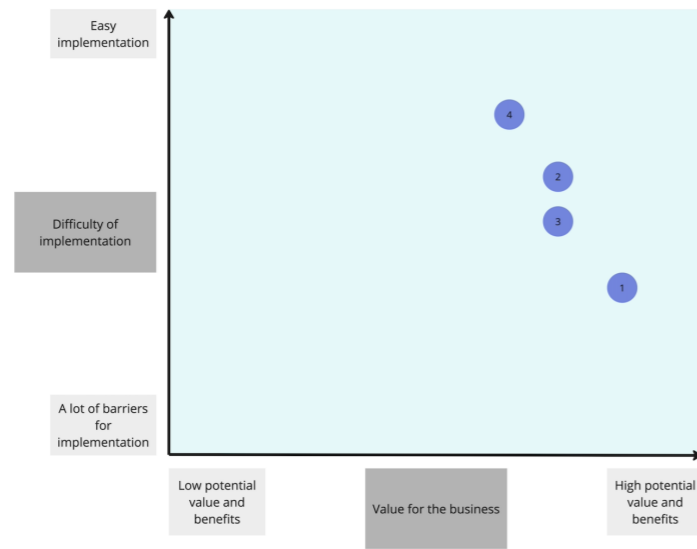 Easy
implementation
4
2
Difficulty of
implementation
3
1
A lot of barriers
for
implementation
Low potential
value and
benefits
Value for the business
High potential
value and
benefits